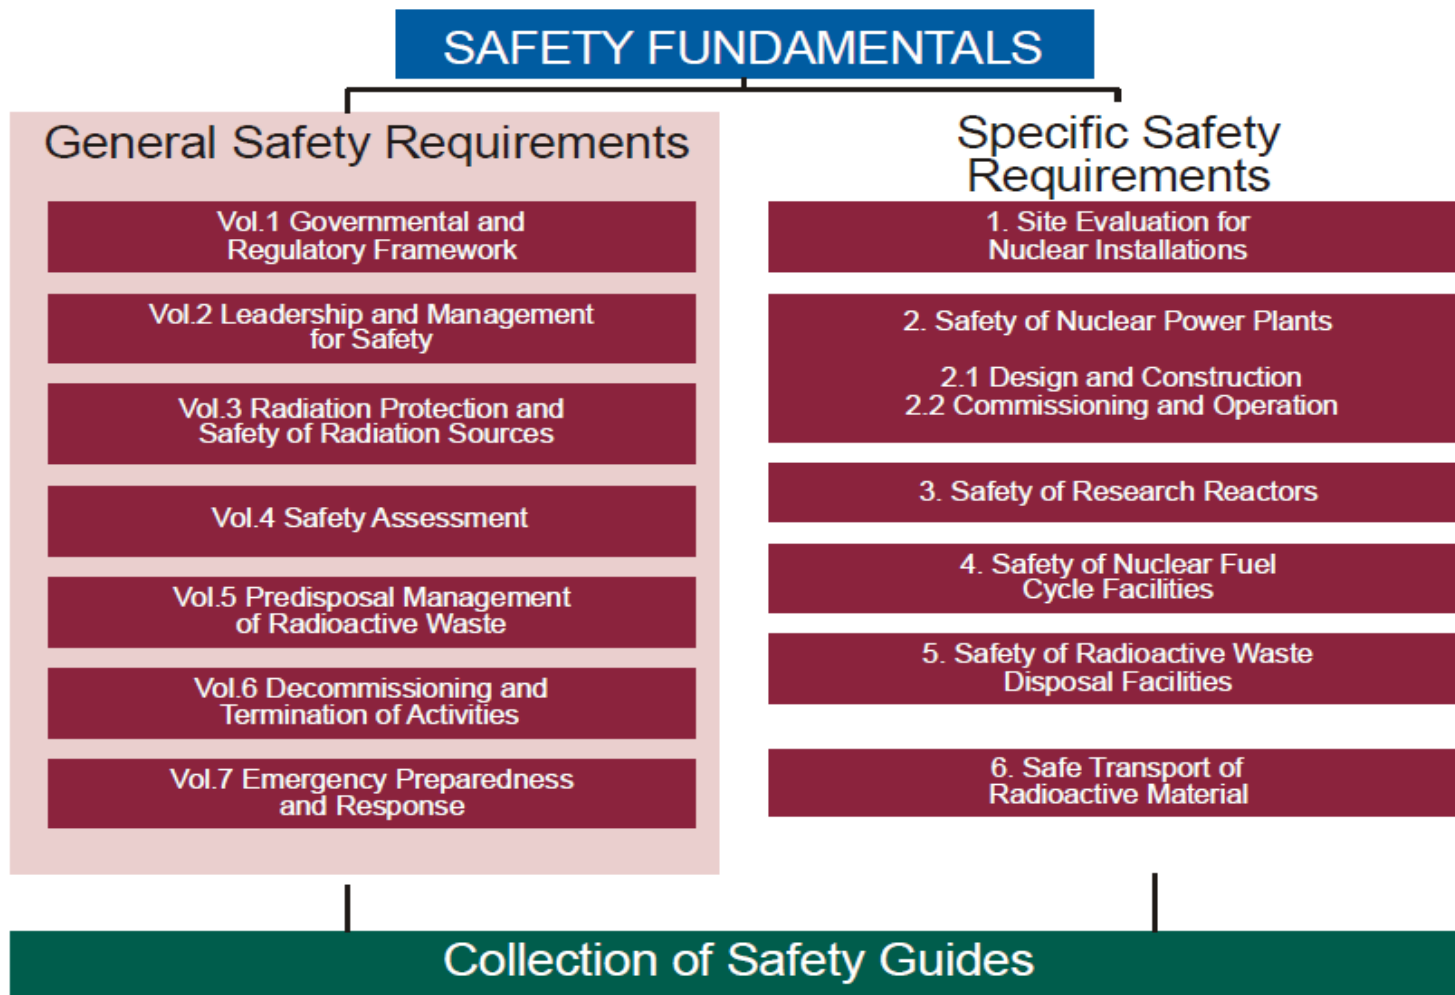 SAFETY FUNDAMENTALS
General Safety Requirements
Vol.1 Governmental and
Regulatory Framework
Vol.2 Leadership and Management
for Safety
Vol.3 Radiation Protection and
Safety of Radiation Sources
Vol.4 Safety Assessment
Vol.5 Predisposal Management
of Radioactive Waste
Vol.6 Decommissioning and
Termination of Activities
Vol.7 Emergency Preparedness
and Response
Specific Safety
Requirements
1. Site Evaluation for
Nuclear Installations
2. Safety of Nuclear Power Plants
2.1 Design and Construction
2.2 Commissioning and Operation
3. Safety of Research Reactors
4. Safety of Nuclear Fuel
Cycle Facilities
5. Safety of Radioactive Waste
Disposal Facilities
6. Safe Transport of
Radioactive Material
Collection of Safety Guides